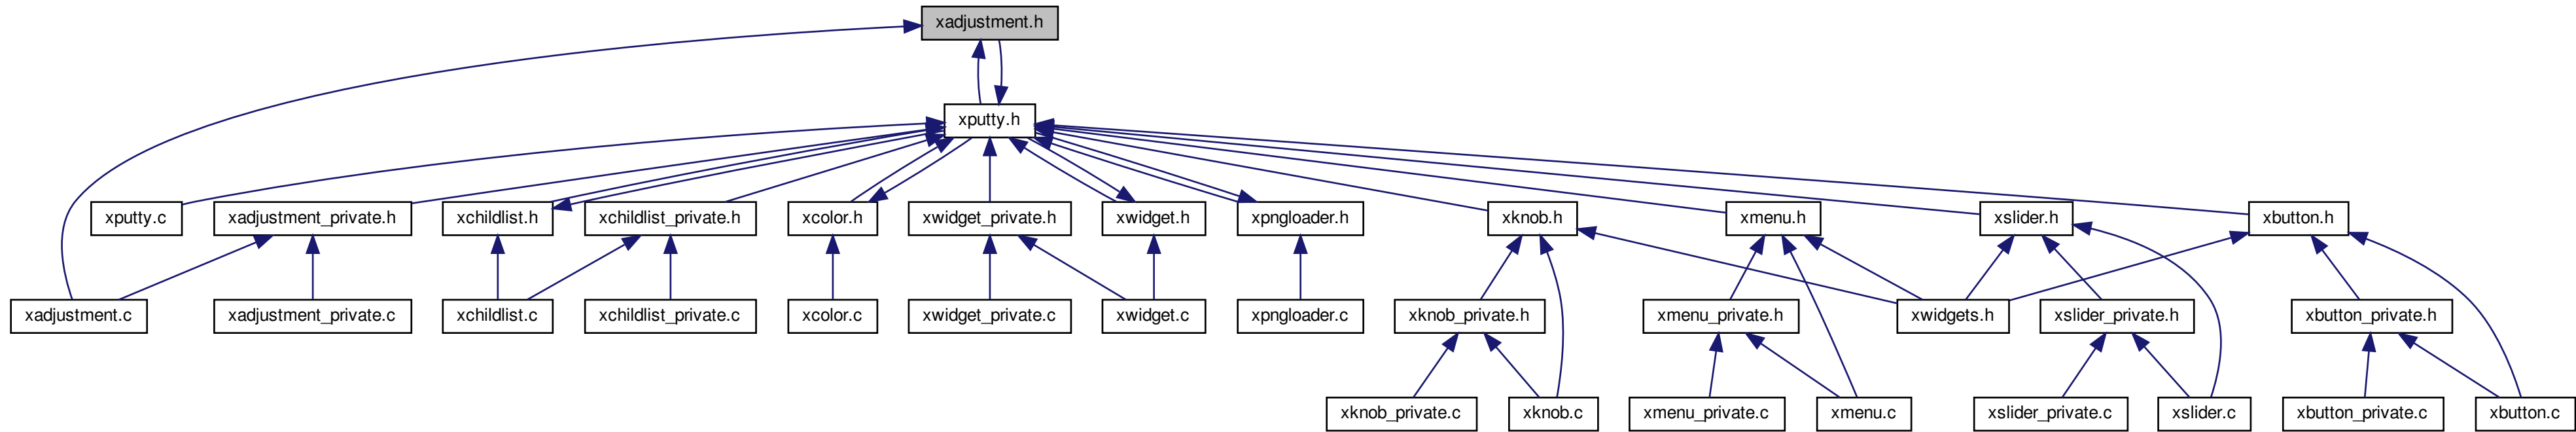 xadjustment.h
xputty.h
xputty.c
xadjustment_private.h
xchildlist.h
xchildlist_private.h
xcolor.h
xwidget_private.h
xwidget.h
xpngloader.h
xknob.h
xmenu.h
xslider.h
xbutton.h
xadjustment.c
xadjustment_private.c
xchildlist.c
xchildlist_private.c
xcolor.c
xwidget_private.c
xwidget.c
xpngloader.c
xknob_private.h
xmenu_private.h
xwidgets.h
xslider_private.h
xbutton_private.h
xknob_private.c
xknob.c
xmenu_private.c
xmenu.c
xslider_private.c
xslider.c
xbutton_private.c
xbutton.c